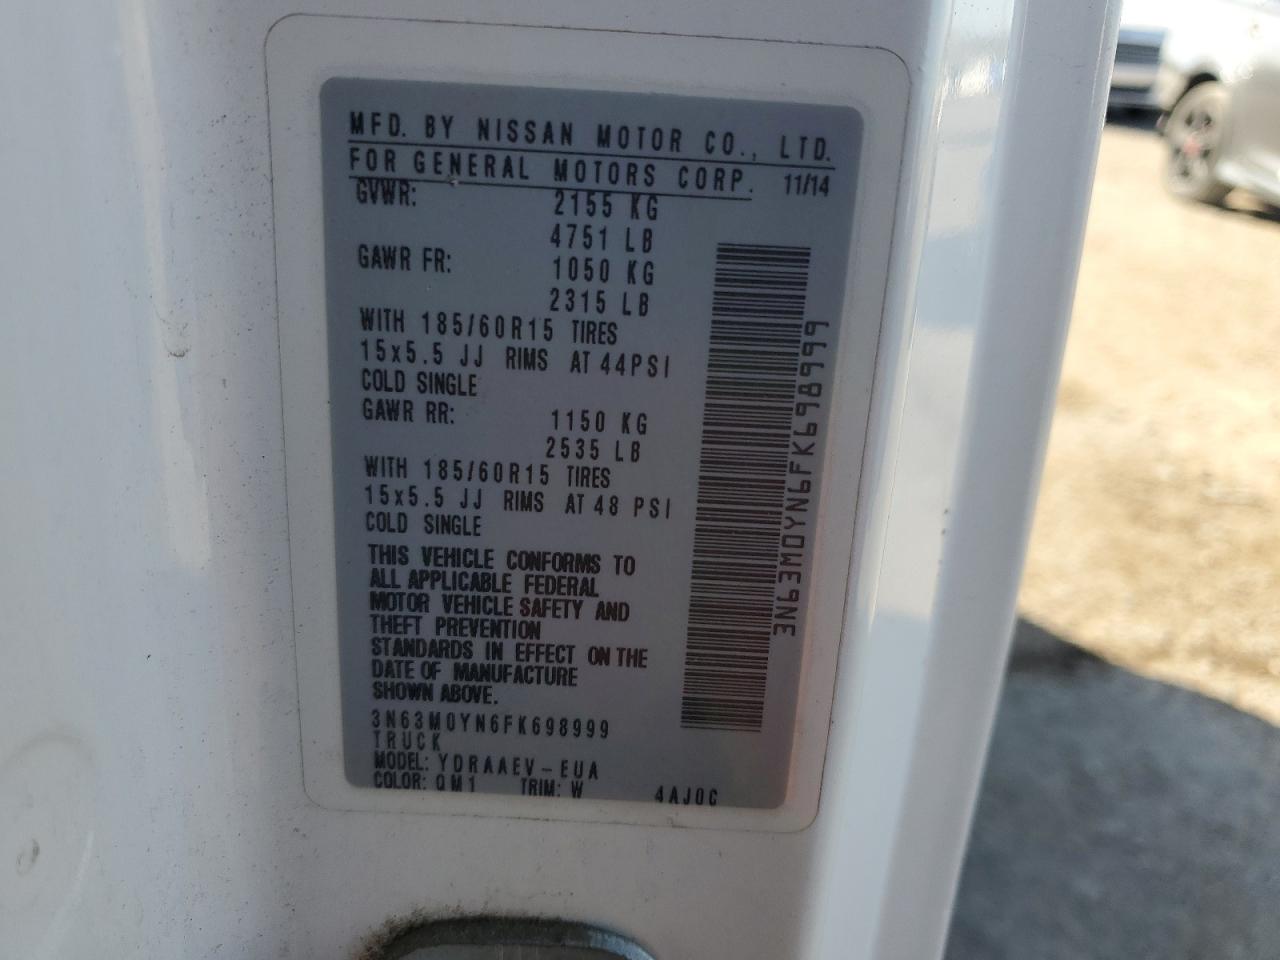 MFD. BY NISSAN MOTOR CO., LTD.
FOR GENERAL MOTORS CORP. 11/14
GVWR: 2155 KG
4751 LB
GAWR FR: 1050 KG
2315 LB
WITH 185/60R15 TIRES
15x5.5 JJ RIMS AT 44PSI
COLD SINGLE
GAWR RR: 1150 KG
2535 LB
WITH 185/60R15 TIRES
15x5.5 JJ RIMS AT 48 PSI
COLD SINGLE
THIS VEHICLE CONFORMS TO
ALL APPLICABLE FEDERAL
MOTOR VEHICLE SAFETY AND
THEFT PREVENTION
STANDARDS IN EFFECT ON THE
DATE OF MANUFACTURE
SHOWN ABOVE.
3N63M0YN6FK698999
TRUCK
MODEL: YDRAAEV-EUA
COLOR: QM1 TRIM: W 4AJ0C
3N63M0YN6FK698999